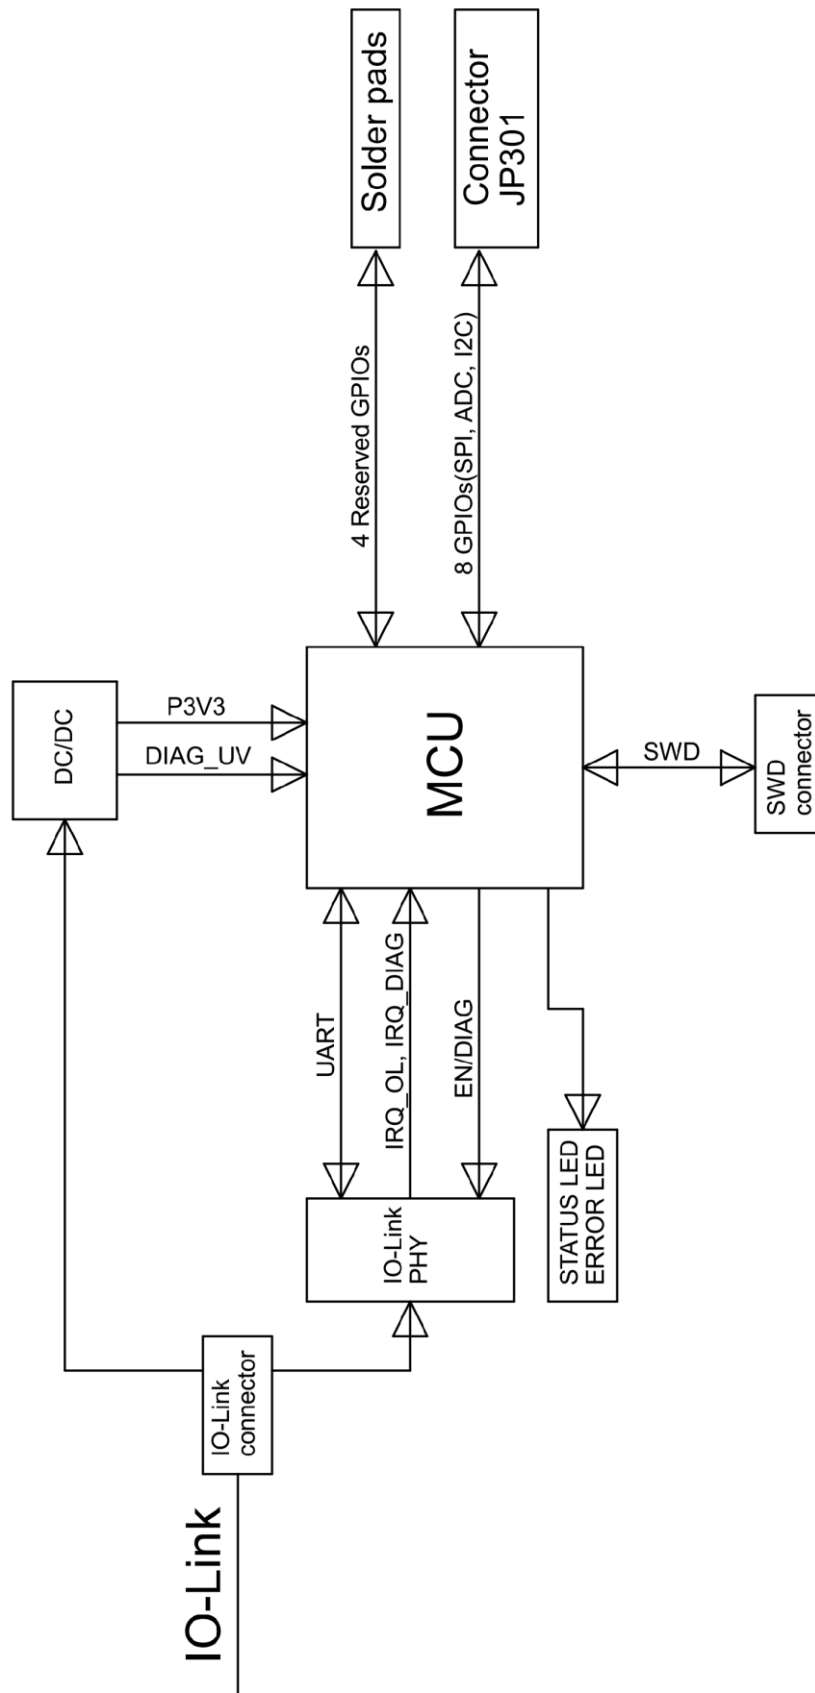 IO-Link
IO-Link
connector
DC/DC
P3V3
DIAG_UV
IO-Link
PHY
UART
IRQ_OL, IRQ_DIAG
EN/DIAG
STATUS LED
ERROR LED
MCU
4 Reserved GPIOs
Solder pads
8 GPIOs(SPI, ADC, I2C)
Connector
JP301
SWD
SWD
connector